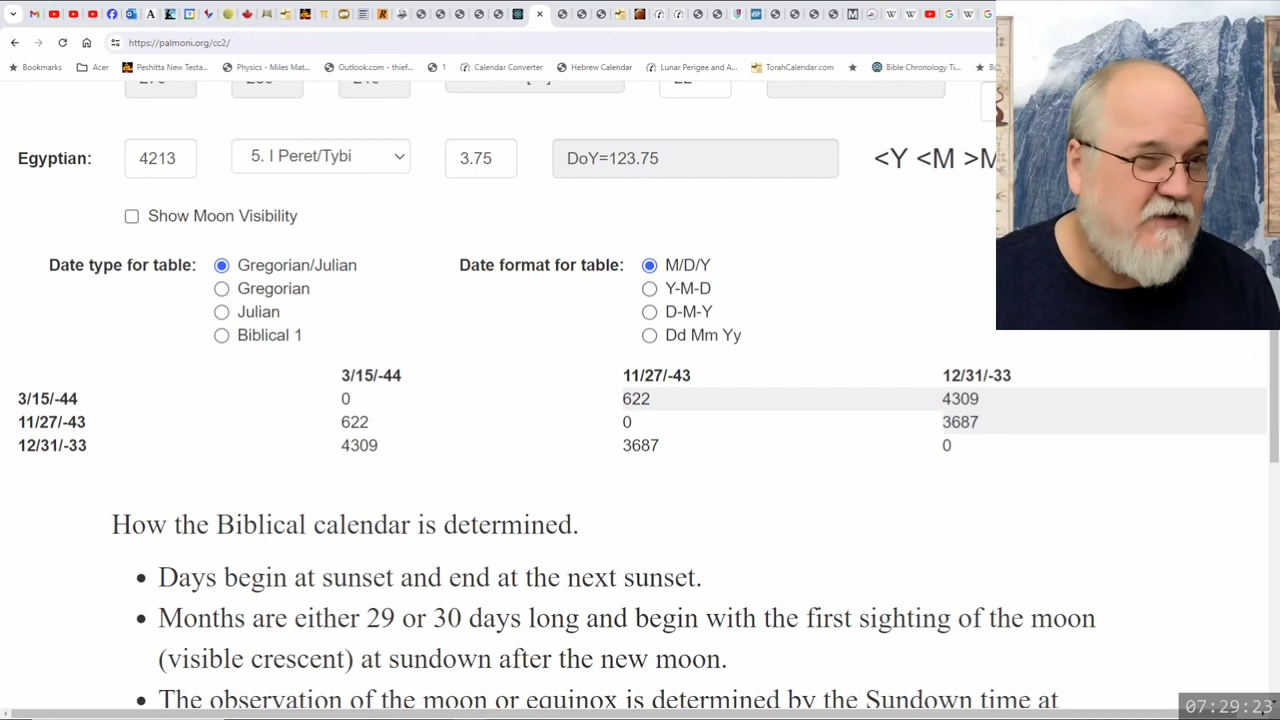 https://palmoni.org/cc2/
Bookmarks Acer Peshitta New Testa... Physics - Miles Mat... Outlook.com - thief... 1 Calendar Converter Hebrew Calendar Lunar Perigee and A... TorahCalendar.com Bible Chronology Ti...
Egyptian: 4213 5. I Peret/Tybi 3.75 DoY=123.75 <Y <M >M
Show Moon Visibility
Date type for table: Gregorian/Julian Date format for table: M/D/Y
Gregorian Y-M-D
Julian D-M-Y
Biblical 1 Dd Mm Yy
3/15/-44 11/27/-43 12/31/-33
3/15/-44 0 622 4309
11/27/-43 622 0 3687
12/31/-33 4309 3687 0
How the Biblical calendar is determined.
• Days begin at sunset and end at the next sunset.
• Months are either 29 or 30 days long and begin with the first sighting of the moon
(visible crescent) at sundown after the new moon.
• The observation of the moon or equinox is determined by the Sundown time at
07:29:23